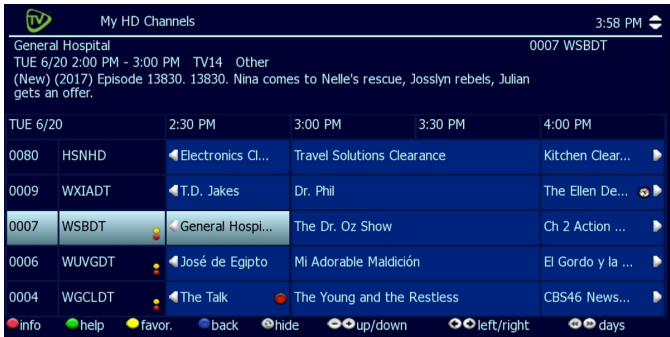 TV My HD Channels 3:58 PM
General Hospital 0007 WSBDT
TUE 6/20 2:00 PM - 3:00 PM TV14 Other
(New) (2017) Episode 13830. 13830. Nina comes to Nelle's rescue, Josslyn rebels, Julian
gets an offer.
TUE 6/20 2:30 PM 3:00 PM 3:30 PM 4:00 PM
0080 HSNHD Electronics Cl... Travel Solutions Clearance Kitchen Clear...
0009 WXIADT T.D. Jakes Dr. Phil The Ellen De...
0007 WSBDT General Hospi... The Dr. Oz Show Ch 2 Action ...
0006 WUVGDT José de Egipto Mi Adorable Maldición El Gordo y la ...
0004 WGCLDT The Talk The Young and the Restless CBS46 News...
info help favor. back hide up/down left/right days